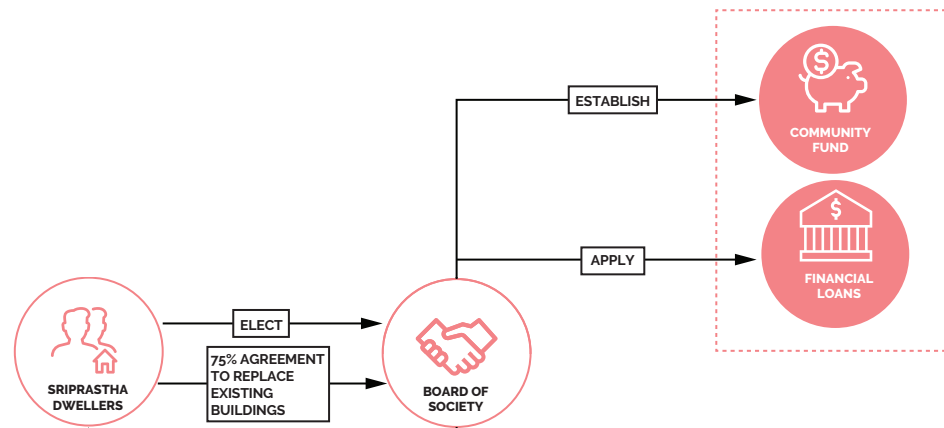 ESTABLISH
COMMUNITY
FUND
APPLY
FINANCIAL
LOANS
ELECT
75% AGREEMENT
TO REPLACE
EXISTING
BUILDINGS
SRIPRASTHA
DWELLERS
BOARD OF
SOCIETY